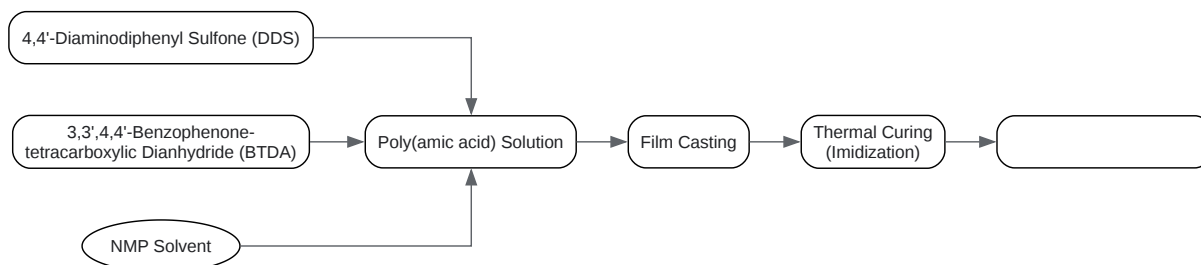 4,4'-Diaminodiphenyl Sulfone (DDS)
3,3',4,4'-Benzophenone-
tetracarboxylic Dianhydride (BTDA)
NMP Solvent
Poly(amic acid) Solution
Film Casting
Thermal Curing
(Imidization)